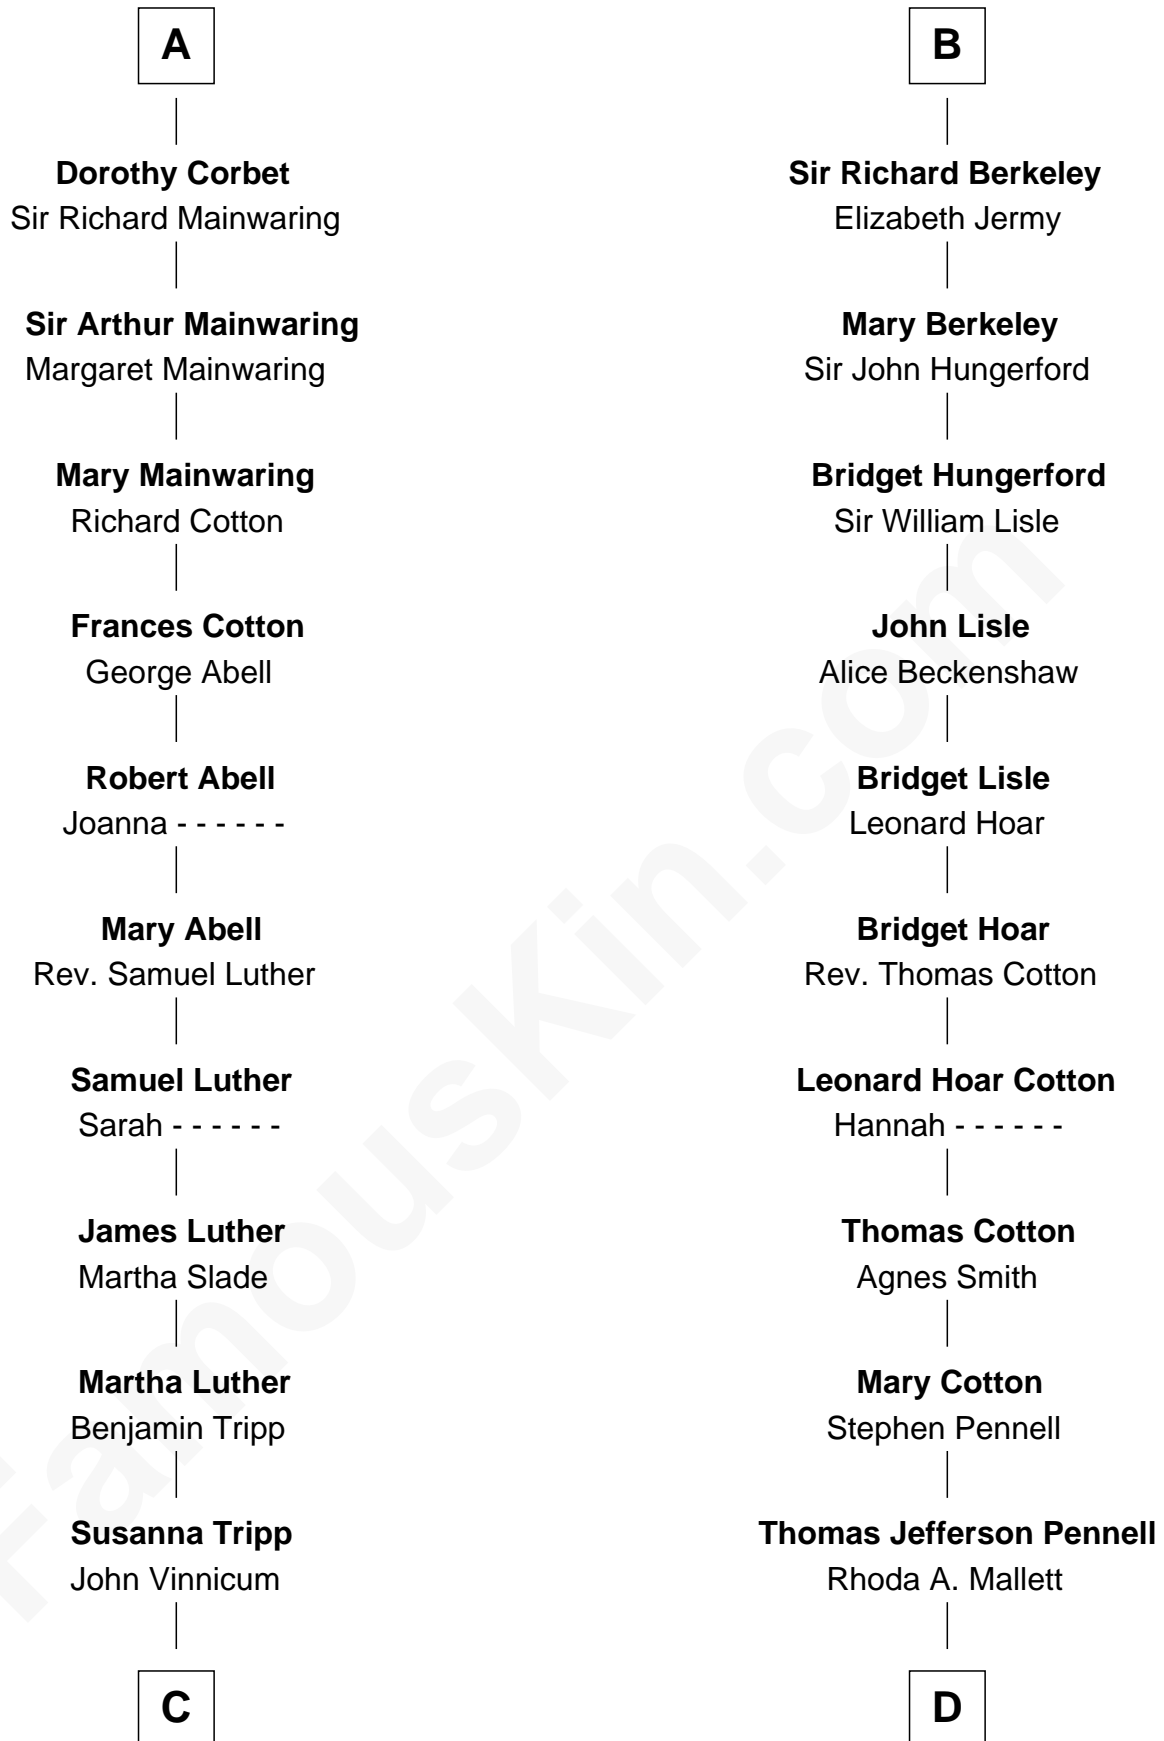 A
Dorothy Corbet
Sir Richard Mainwaring
Sir Arthur Mainwaring
Margaret Mainwaring
Mary Mainwaring
Richard Cotton
Frances Cotton
George Abell
Robert Abell
Joanna - - - - - -
Mary Abell
Rev. Samuel Luther
Samuel Luther
Sarah - - - - - -
James Luther
Martha Slade
Martha Luther
Benjamin Tripp
Susanna Tripp
John Vinnicum
C
B
Sir Richard Berkeley
Elizabeth Jermy
Mary Berkeley
Sir John Hungerford
Bridget Hungerford
Sir William Lisle
John Lisle
Alice Beckenshaw
Bridget Lisle
Leonard Hoar
Bridget Hoar
Rev. Thomas Cotton
Leonard Hoar Cotton
Hannah - - - - - -
Thomas Cotton
Agnes Smith
Mary Cotton
Stephen Pennell
Thomas Jefferson Pennell
Rhoda A. Mallett
D
FamousKin.com